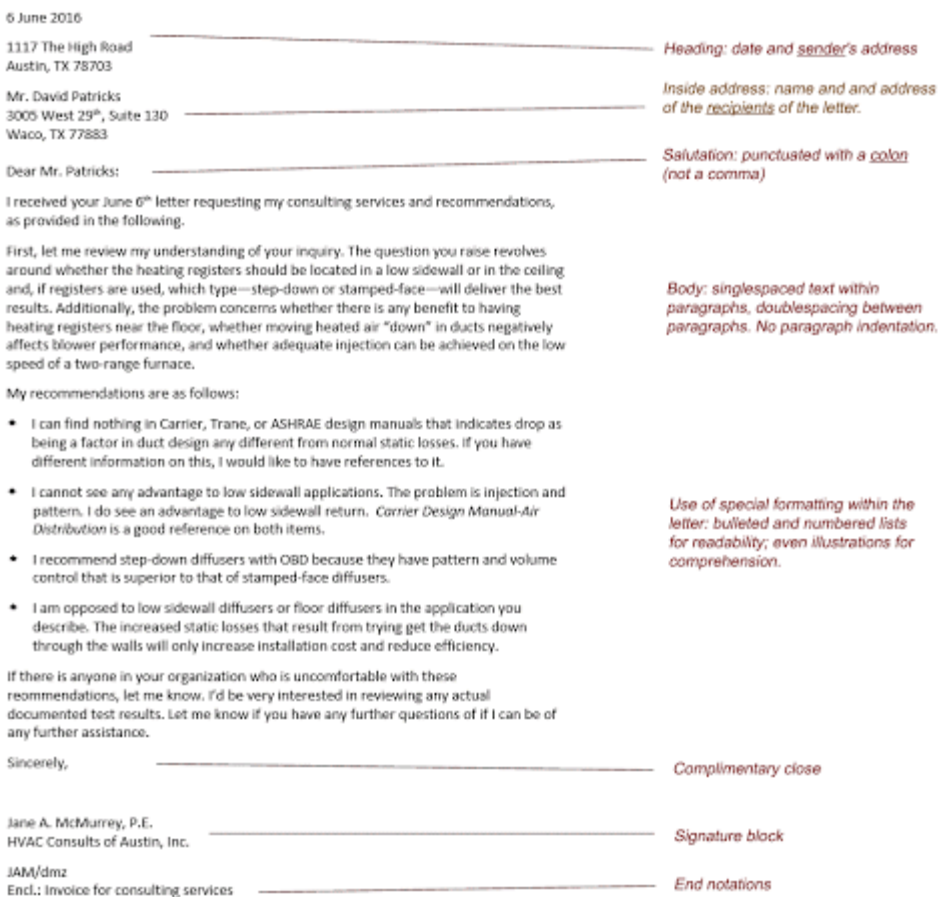 6 June 2016
1117 The High Road
Austin, TX 78703
Heading: date and sender's address
Mr. David Patricks
3005 West 29th, Suite 130
Waco, TX 77883
Inside address: name and and address
of the recipients of the letter.
Dear Mr. Patricks:
Salutation: punctuated with a colon
(not a comma)
I received your June 6th letter requesting my consulting services and recommendations,
as provided in the following.
First, let me review my understanding of your inquiry. The question you raise revolves
around whether the heating registers should be located in a low sidewall or in the ceiling
and, if registers are used, which type—step-down or stamped-face—will deliver the best
results. Additionally, the problem concerns whether there is any benefit to having
heating registers near the floor, whether moving heated air "down" in ducts negatively
affects blower performance, and whether adequate injection can be achieved on the low
speed of a two-range furnace.
Body: singlespaced text within
paragraphs, doublespacing between
paragraphs. No paragraph indentation.
My recommendations are as follows:
• I can find nothing in Carrier, Trane, or ASHRAE design manuals that indicates drop as
being a factor in duct design any different from normal static losses. If you have
different information on this, I would like to have references to it.
• I cannot see any advantage to low sidewall applications. The problem is injection and
pattern. I do see an advantage to low sidewall return. Carrier Design Manual-Air
Distribution is a good reference on both items.
• I recommend step-down diffusers with OBD because they have pattern and volume
control that is superior to that of stamped-face diffusers.
• I am opposed to low sidewall diffusers or floor diffusers in the application you
describe. The increased static losses that result from trying get the ducts down
through the walls will only increase installation cost and reduce efficiency.
Use of special formatting within the
letter: bulleted and numbered lists
for readability; even illustrations for
comprehension.
If there is anyone in your organization who is uncomfortable with these
reommendations, let me know. I'd be very interested in reviewing any actual
documented test results. Let me know if you have any further questions of if I can be of
any further assistance.
Sincerely,
Complimentary close
Jane A. McMurrey, P.E.
HVAC Consults of Austin, Inc.
Signature block
JAM/dmz
Encl.: Invoice for consulting services
End notations